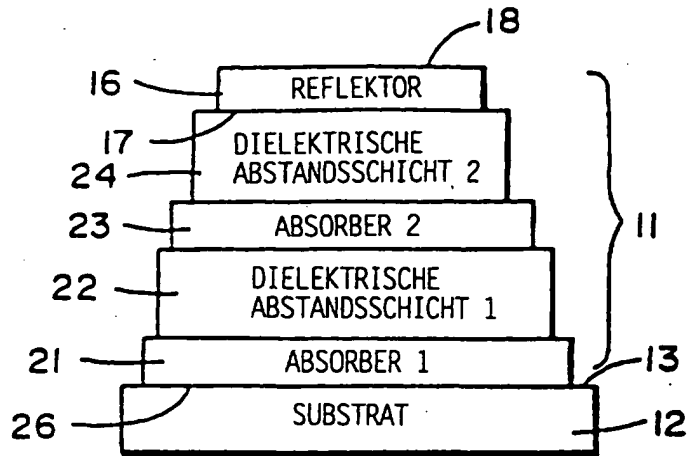 18
16
REFLEKTOR
17
DIELEKTRISCHE
ABSTANDSSCHICHT 2
24
23
ABSORBER 2
11
22
DIELEKTRISCHE
ABSTANDSSCHICHT 1
21
ABSORBER 1
13
26
SUBSTRAT
12